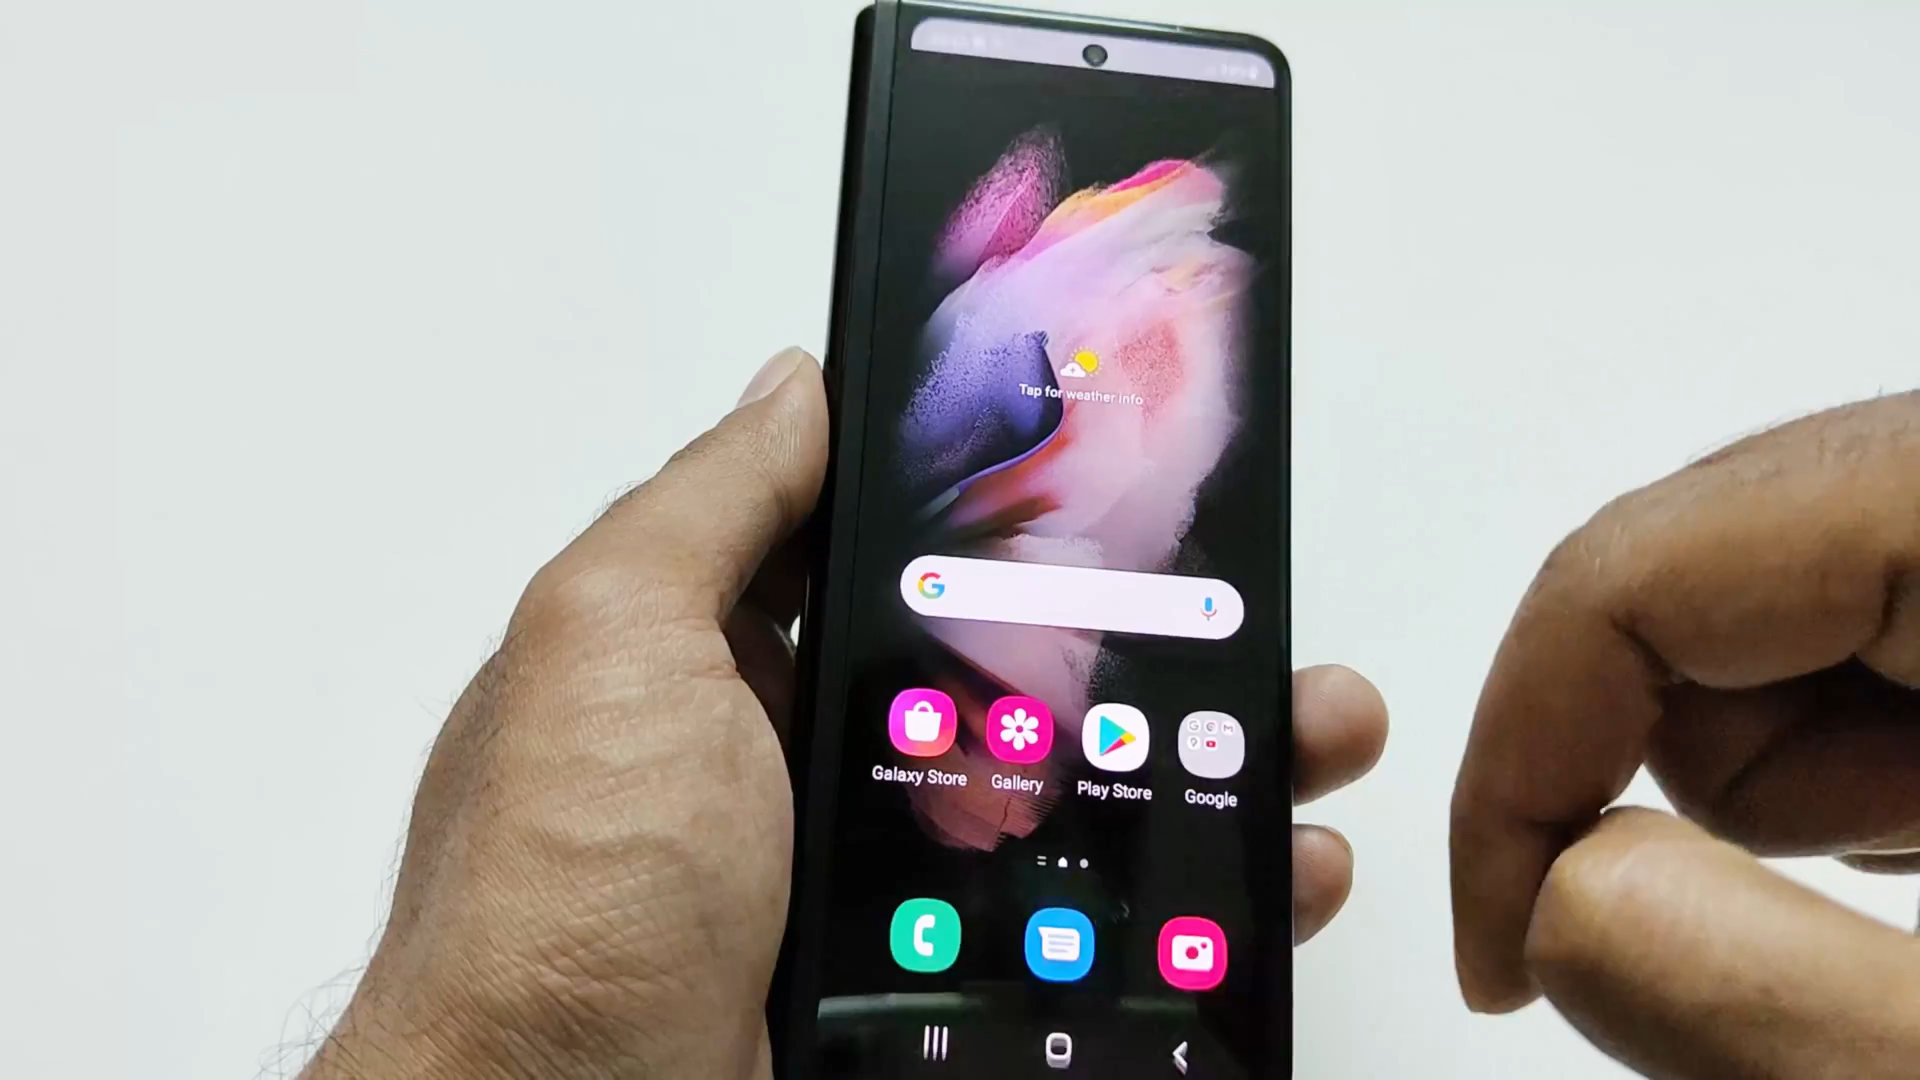 Tap for weather info
G
Galaxy Store
Gallery
Play Store
Google